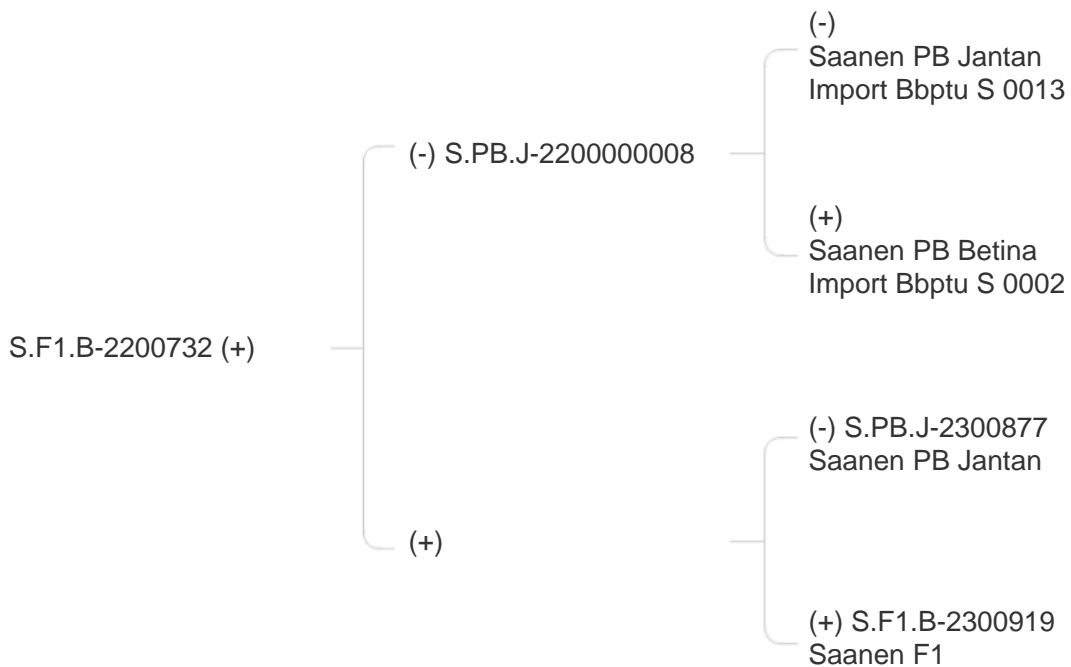 (-)
Saanen PB Jantan
Import Bbptu S 0013
(-) S.PB.J-2200000008
(+)
Saanen PB Betina
Import Bbptu S 0002
S.F1.B-2200732 (+)
(-) S.PB.J-2300877
Saanen PB Jantan
(+)
(+) S.F1.B-2300919
Saanen F1